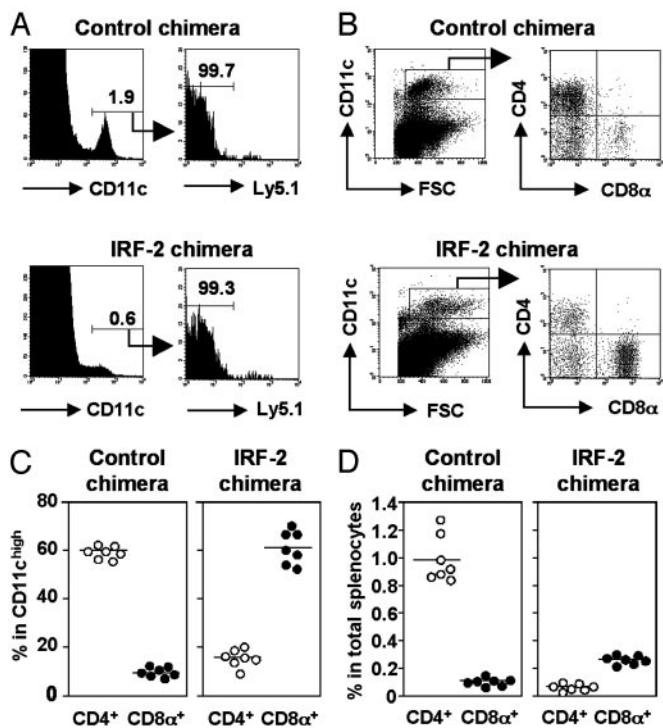 A
Control chimera
1.9
99.7
CD11c
Ly5.1
IRF-2 chimera
0.6
99.3
CD11c
Ly5.1
B
Control chimera
CD11c
FSC
CD4
CD8α
IRF-2 chimera
CD11c
FSC
CD4
CD8α
C
Control chimera
IRF-2 chimera
% in CD11c^high
80
60
40
20
0
CD4⁺ CD8α⁺
CD4⁺ CD8α⁺
D
Control chimera
IRF-2 chimera
% in total splenocytes
1.4
1.2
1.0
0.8
0.6
0.4
0.2
0
CD4⁺ CD8α⁺
CD4⁺ CD8α⁺